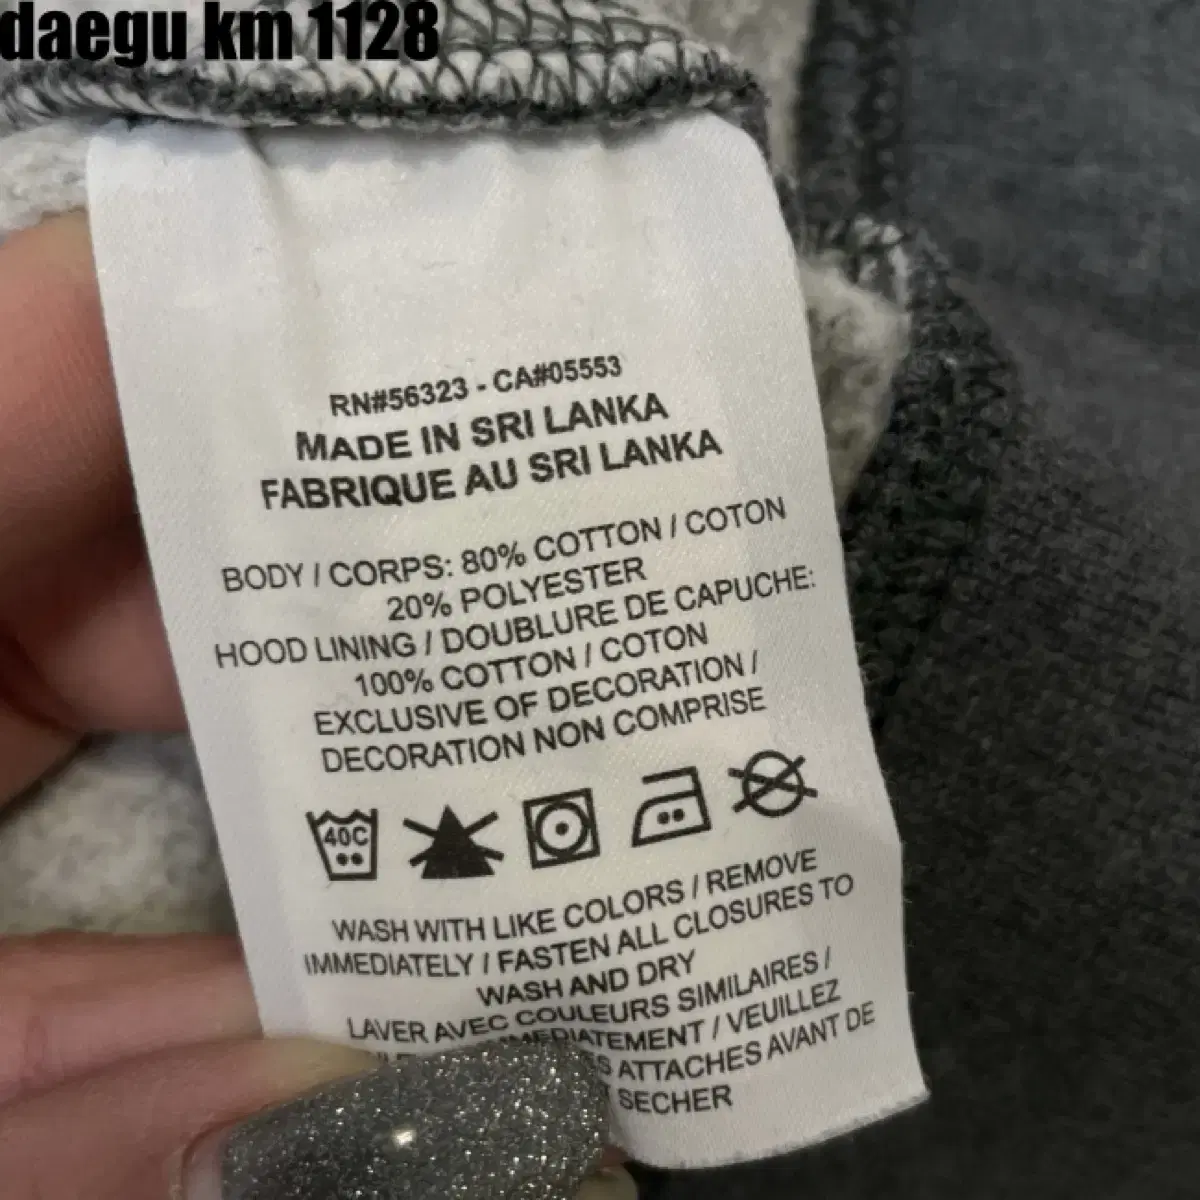 daegu km 1128
RN#56323 - CA#05553
MADE IN SRI LANKA
FABRIQUE AU SRI LANKA
BODY / CORPS: 80% COTTON / COTON
20% POLYESTER
HOOD LINING / DOUBLURE DE CAPUCHE:
100% COTTON / COTON
EXCLUSIVE OF DECORATION /
DECORATION NON COMPRISE
40C
WASH WITH LIKE COLORS / REMOVE
IMMEDIATELY / FASTEN ALL CLOSURES TO
WASH AND DRY
LAVER AVEC COULEURS SIMILAIRES /
/ VEUILLEZ
ATTACHES AVANT DE
SECHER